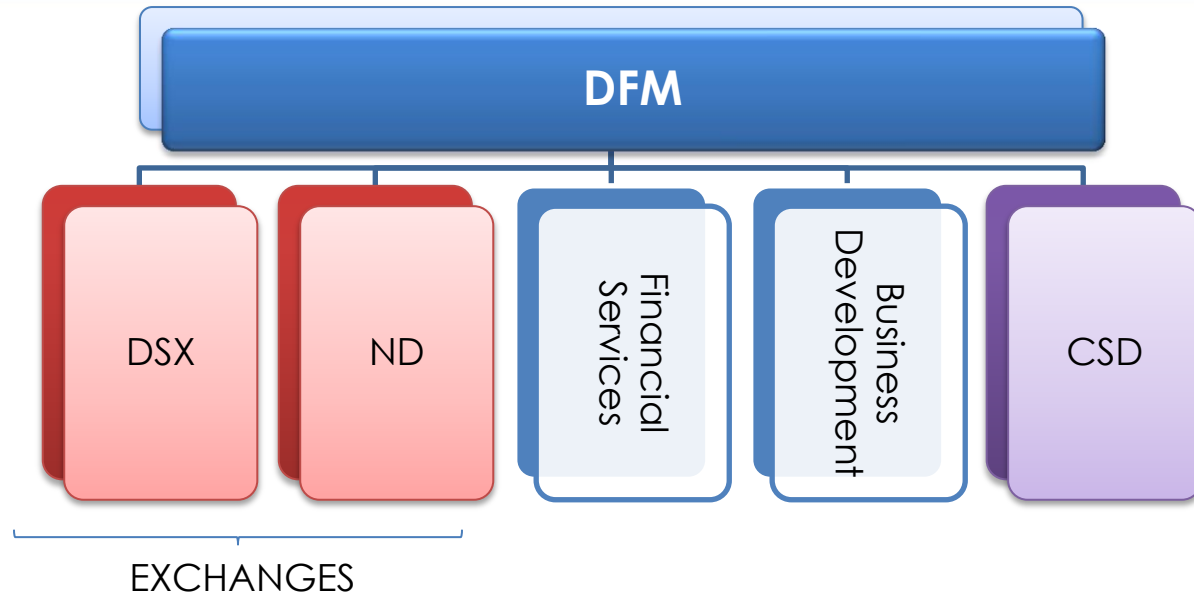 DFM
DSX
ND
Financial
Services
Business
Development
CSD
EXCHANGES